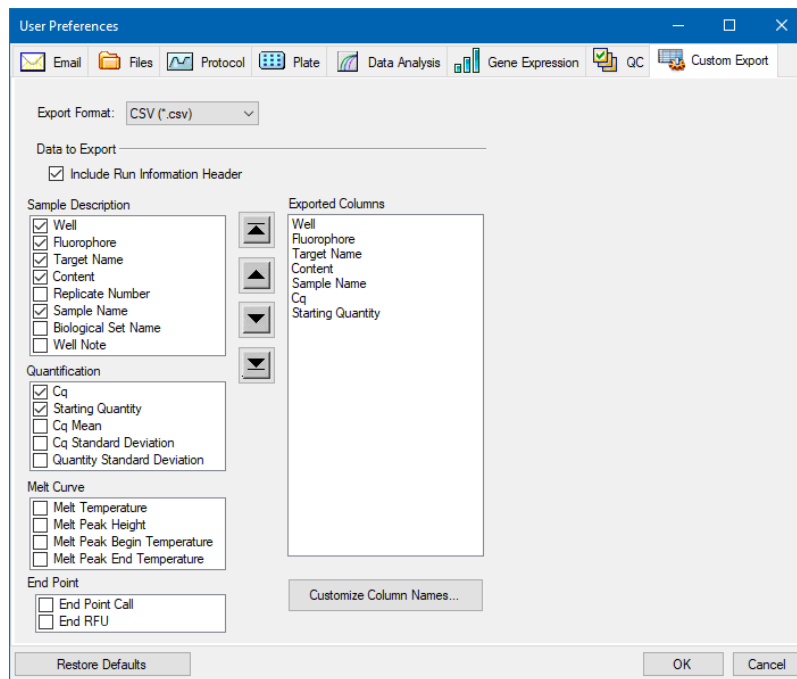 User Preferences
Email Files Protocol Plate Data Analysis Gene Expression QC Custom Export
Export Format: CSV (*.csv)
Data to Export
Include Run Information Header
Sample Description
Well
Fluorophore
Target Name
Content
Replicate Number
Sample Name
Biological Set Name
Well Note
Quantification
Cq
Starting Quantity
Cq Mean
Cq Standard Deviation
Quantity Standard Deviation
Melt Curve
Melt Temperature
Melt Peak Height
Melt Peak Begin Temperature
Melt Peak End Temperature
End Point
End Point Call
End RFU
Exported Columns
Well
Fluorophore
Target Name
Content
Sample Name
Cq
Starting Quantity
Customize Column Names...
Restore Defaults OK Cancel